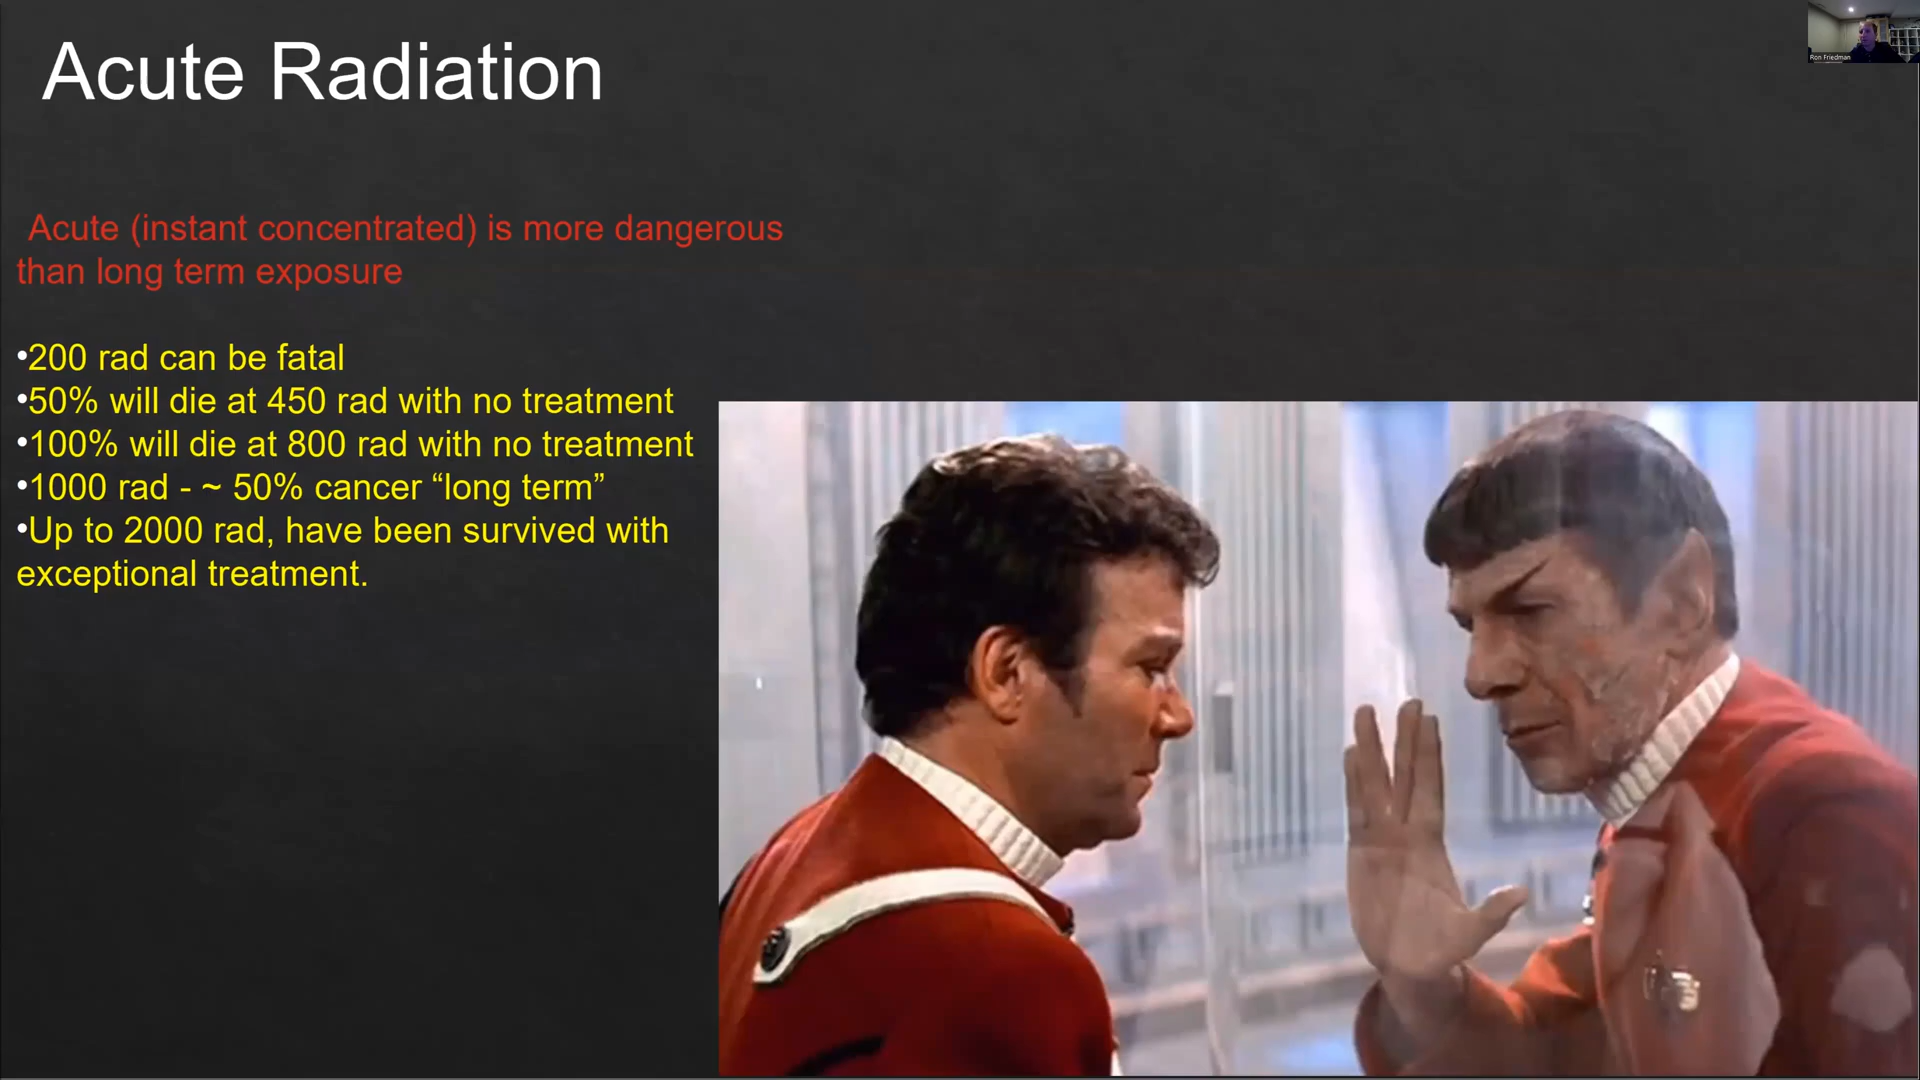 Acute Radiation
Ron Friedman
Acute (instant concentrated) is more dangerous
than long term exposure
•200 rad can be fatal
•50% will die at 450 rad with no treatment
•100% will die at 800 rad with no treatment
•1000 rad - ~ 50% cancer “long term”
•Up to 2000 rad, have been survived with
exceptional treatment.